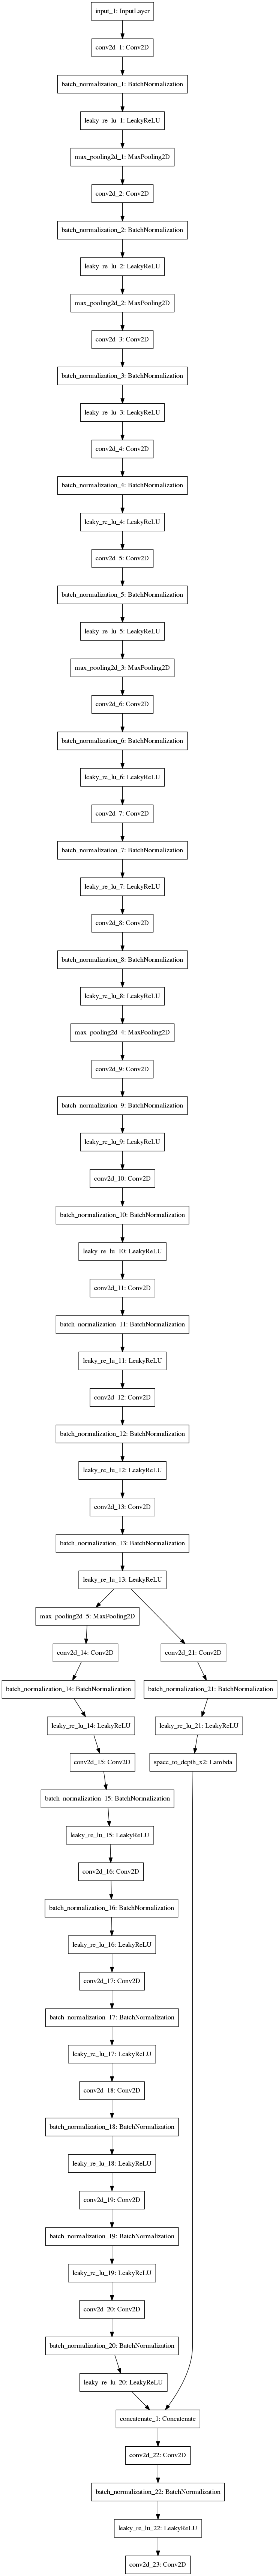 input_1: InputLayer
conv2d_1: Conv2D
batch_normalization_1: BatchNormalization
leaky_re_lu_1: LeakyReLU
max_pooling2d_1: MaxPooling2D
conv2d_2: Conv2D
batch_normalization_2: BatchNormalization
leaky_re_lu_2: LeakyReLU
max_pooling2d_2: MaxPooling2D
conv2d_3: Conv2D
batch_normalization_3: BatchNormalization
leaky_re_lu_3: LeakyReLU
conv2d_4: Conv2D
batch_normalization_4: BatchNormalization
leaky_re_lu_4: LeakyReLU
conv2d_5: Conv2D
batch_normalization_5: BatchNormalization
leaky_re_lu_5: LeakyReLU
max_pooling2d_3: MaxPooling2D
conv2d_6: Conv2D
batch_normalization_6: BatchNormalization
leaky_re_lu_6: LeakyReLU
conv2d_7: Conv2D
batch_normalization_7: BatchNormalization
leaky_re_lu_7: LeakyReLU
conv2d_8: Conv2D
batch_normalization_8: BatchNormalization
leaky_re_lu_8: LeakyReLU
max_pooling2d_4: MaxPooling2D
conv2d_9: Conv2D
batch_normalization_9: BatchNormalization
leaky_re_lu_9: LeakyReLU
conv2d_10: Conv2D
batch_normalization_10: BatchNormalization
leaky_re_lu_10: LeakyReLU
conv2d_11: Conv2D
batch_normalization_11: BatchNormalization
leaky_re_lu_11: LeakyReLU
conv2d_12: Conv2D
batch_normalization_12: BatchNormalization
leaky_re_lu_12: LeakyReLU
conv2d_13: Conv2D
batch_normalization_13: BatchNormalization
leaky_re_lu_13: LeakyReLU
max_pooling2d_5: MaxPooling2D
conv2d_14: Conv2D
conv2d_21: Conv2D
batch_normalization_14: BatchNormalization
batch_normalization_21: BatchNormalization
leaky_re_lu_14: LeakyReLU
leaky_re_lu_21: LeakyReLU
conv2d_15: Conv2D
space_to_depth_x2: Lambda
batch_normalization_15: BatchNormalization
leaky_re_lu_15: LeakyReLU
conv2d_16: Conv2D
batch_normalization_16: BatchNormalization
leaky_re_lu_16: LeakyReLU
conv2d_17: Conv2D
batch_normalization_17: BatchNormalization
leaky_re_lu_17: LeakyReLU
conv2d_18: Conv2D
batch_normalization_18: BatchNormalization
leaky_re_lu_18: LeakyReLU
conv2d_19: Conv2D
batch_normalization_19: BatchNormalization
leaky_re_lu_19: LeakyReLU
conv2d_20: Conv2D
batch_normalization_20: BatchNormalization
leaky_re_lu_20: LeakyReLU
concatenate_1: Concatenate
conv2d_22: Conv2D
batch_normalization_22: BatchNormalization
leaky_re_lu_22: LeakyReLU
conv2d_23: Conv2D